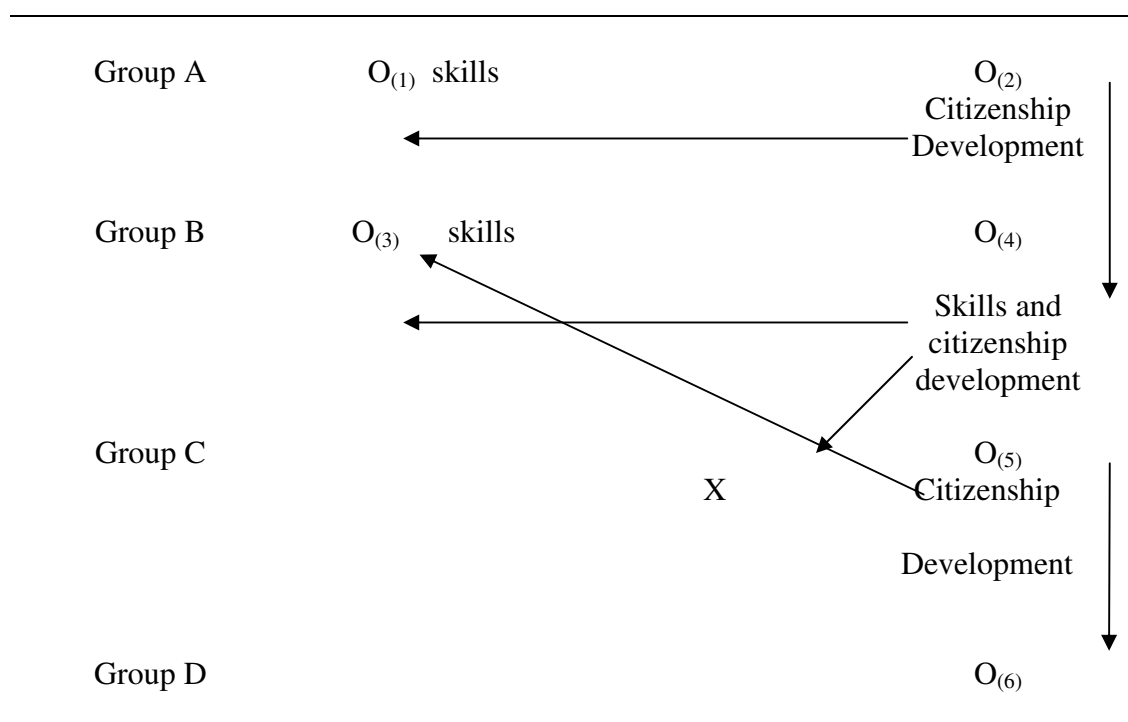 Group A O(1) skills O(2)
Citizenship
Development
Group B O(3) skills O(4)
Skills and
citizenship
development
Group C O(5)
X Citizenship
Development
Group D O(6)